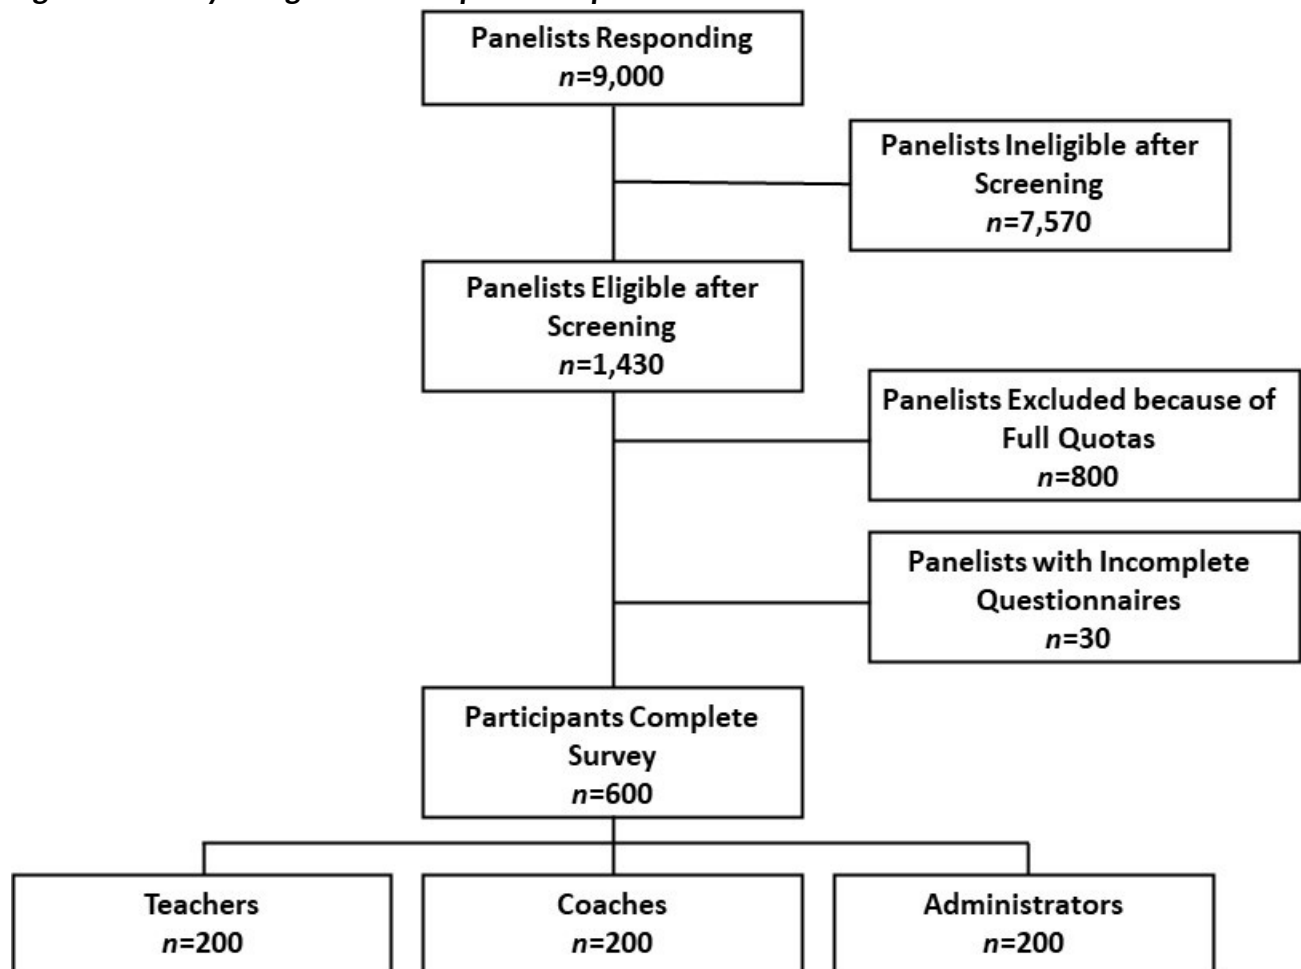 Panelists Responding
n=9,000
Panelists Ineligible after
Screening
n=7,570
Panelists Eligible after
Screening
n=1,430
Panelists Excluded because of
Full Quotas
n=800
Panelists with Incomplete
Questionnaires
n=30
Participants Complete
Survey
n=600
Teachers
n=200
Coaches
n=200
Administrators
n=200